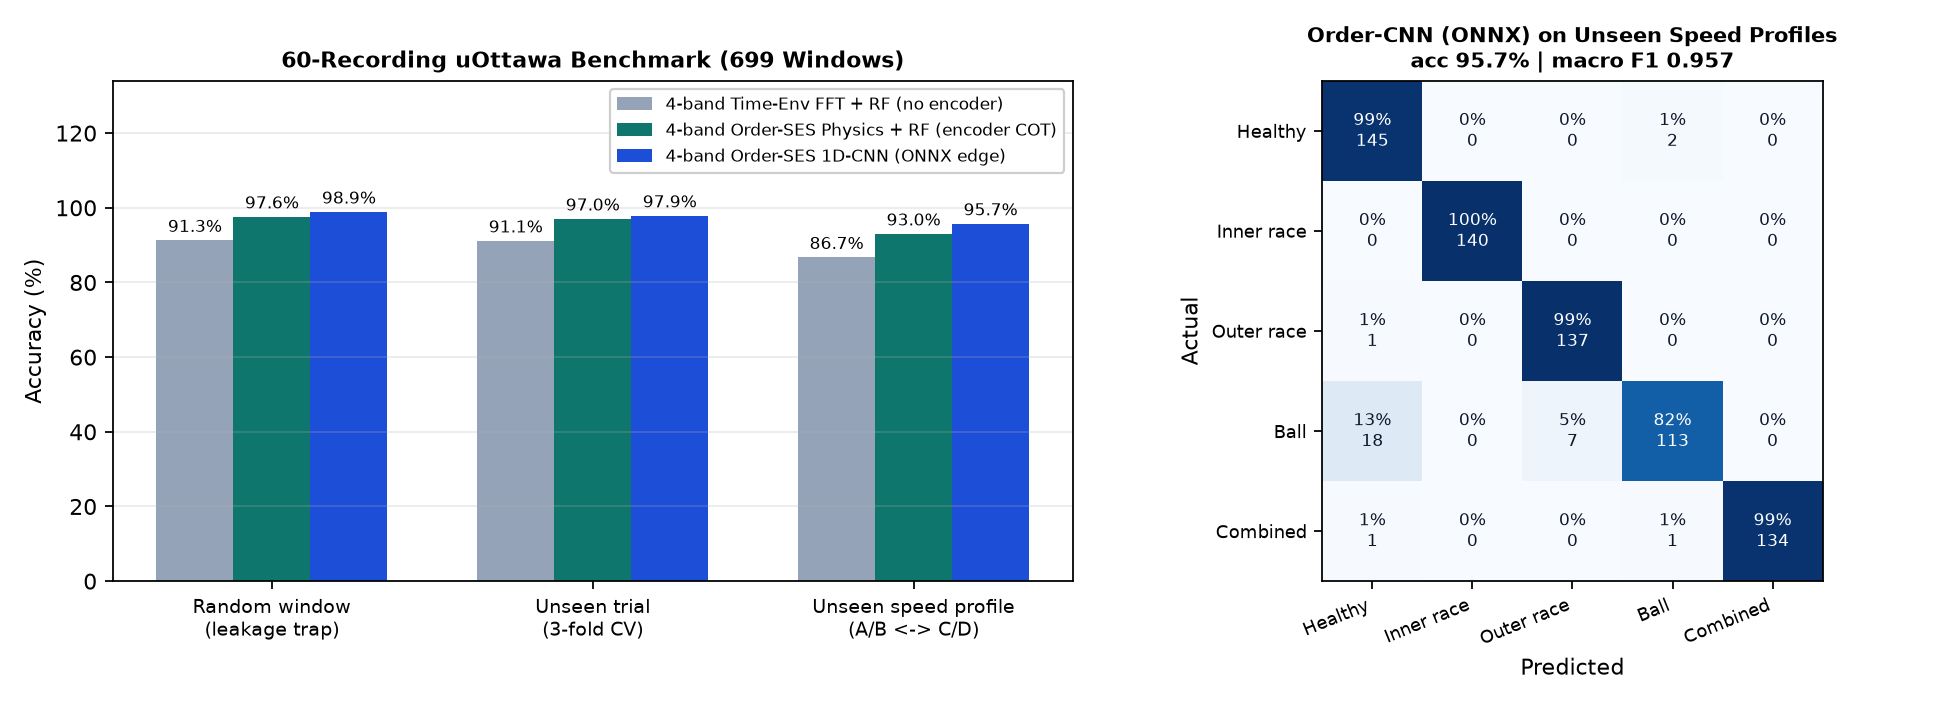 60-Recording uOttawa Benchmark (699 Windows)
4-band Time-Env FFT + RF (no encoder)
4-band Order-SES Physics + RF (encoder COT)
4-band Order-SES 1D-CNN (ONNX edge)
Accuracy (%)
120
100
80
60
40
20
0
91.3%
97.6%
98.9%
91.1%
97.0%
97.9%
86.7%
93.0%
95.7%
Random window
(leakage trap)
Unseen trial
(3-fold CV)
Unseen speed profile
(A/B <-> C/D)
Order-CNN (ONNX) on Unseen Speed Profiles
acc 95.7% | macro F1 0.957
Actual
Healthy
99% 0% 0% 1% 0%
145 0 0 2 0
Inner race
0% 100% 0% 0% 0%
0 140 0 0 0
Outer race
1% 0% 99% 0% 0%
1 0 137 0 0
Ball
13% 0% 5% 82% 0%
18 0 7 113 0
Combined
1% 0% 0% 1% 99%
1 0 0 1 134
Healthy
Inner race
Outer race
Ball
Combined
Predicted